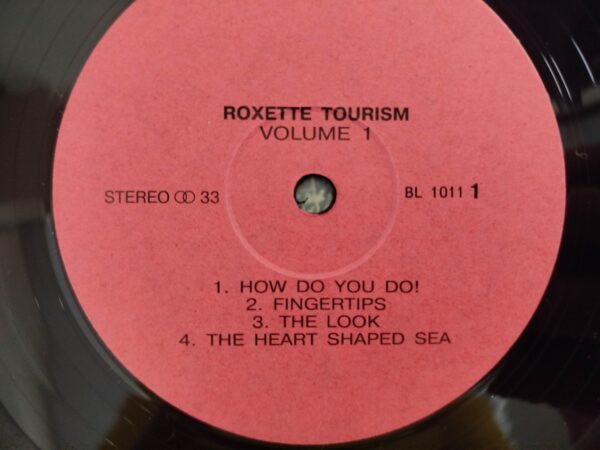 ROXETTE TOURISM
VOLUME 1
STEREO ꝏ 33
BL 1011 1
1. HOW DO YOU DO!
2. FINGERTIPS
3. THE LOOK
4. THE HEART SHAPED SEA